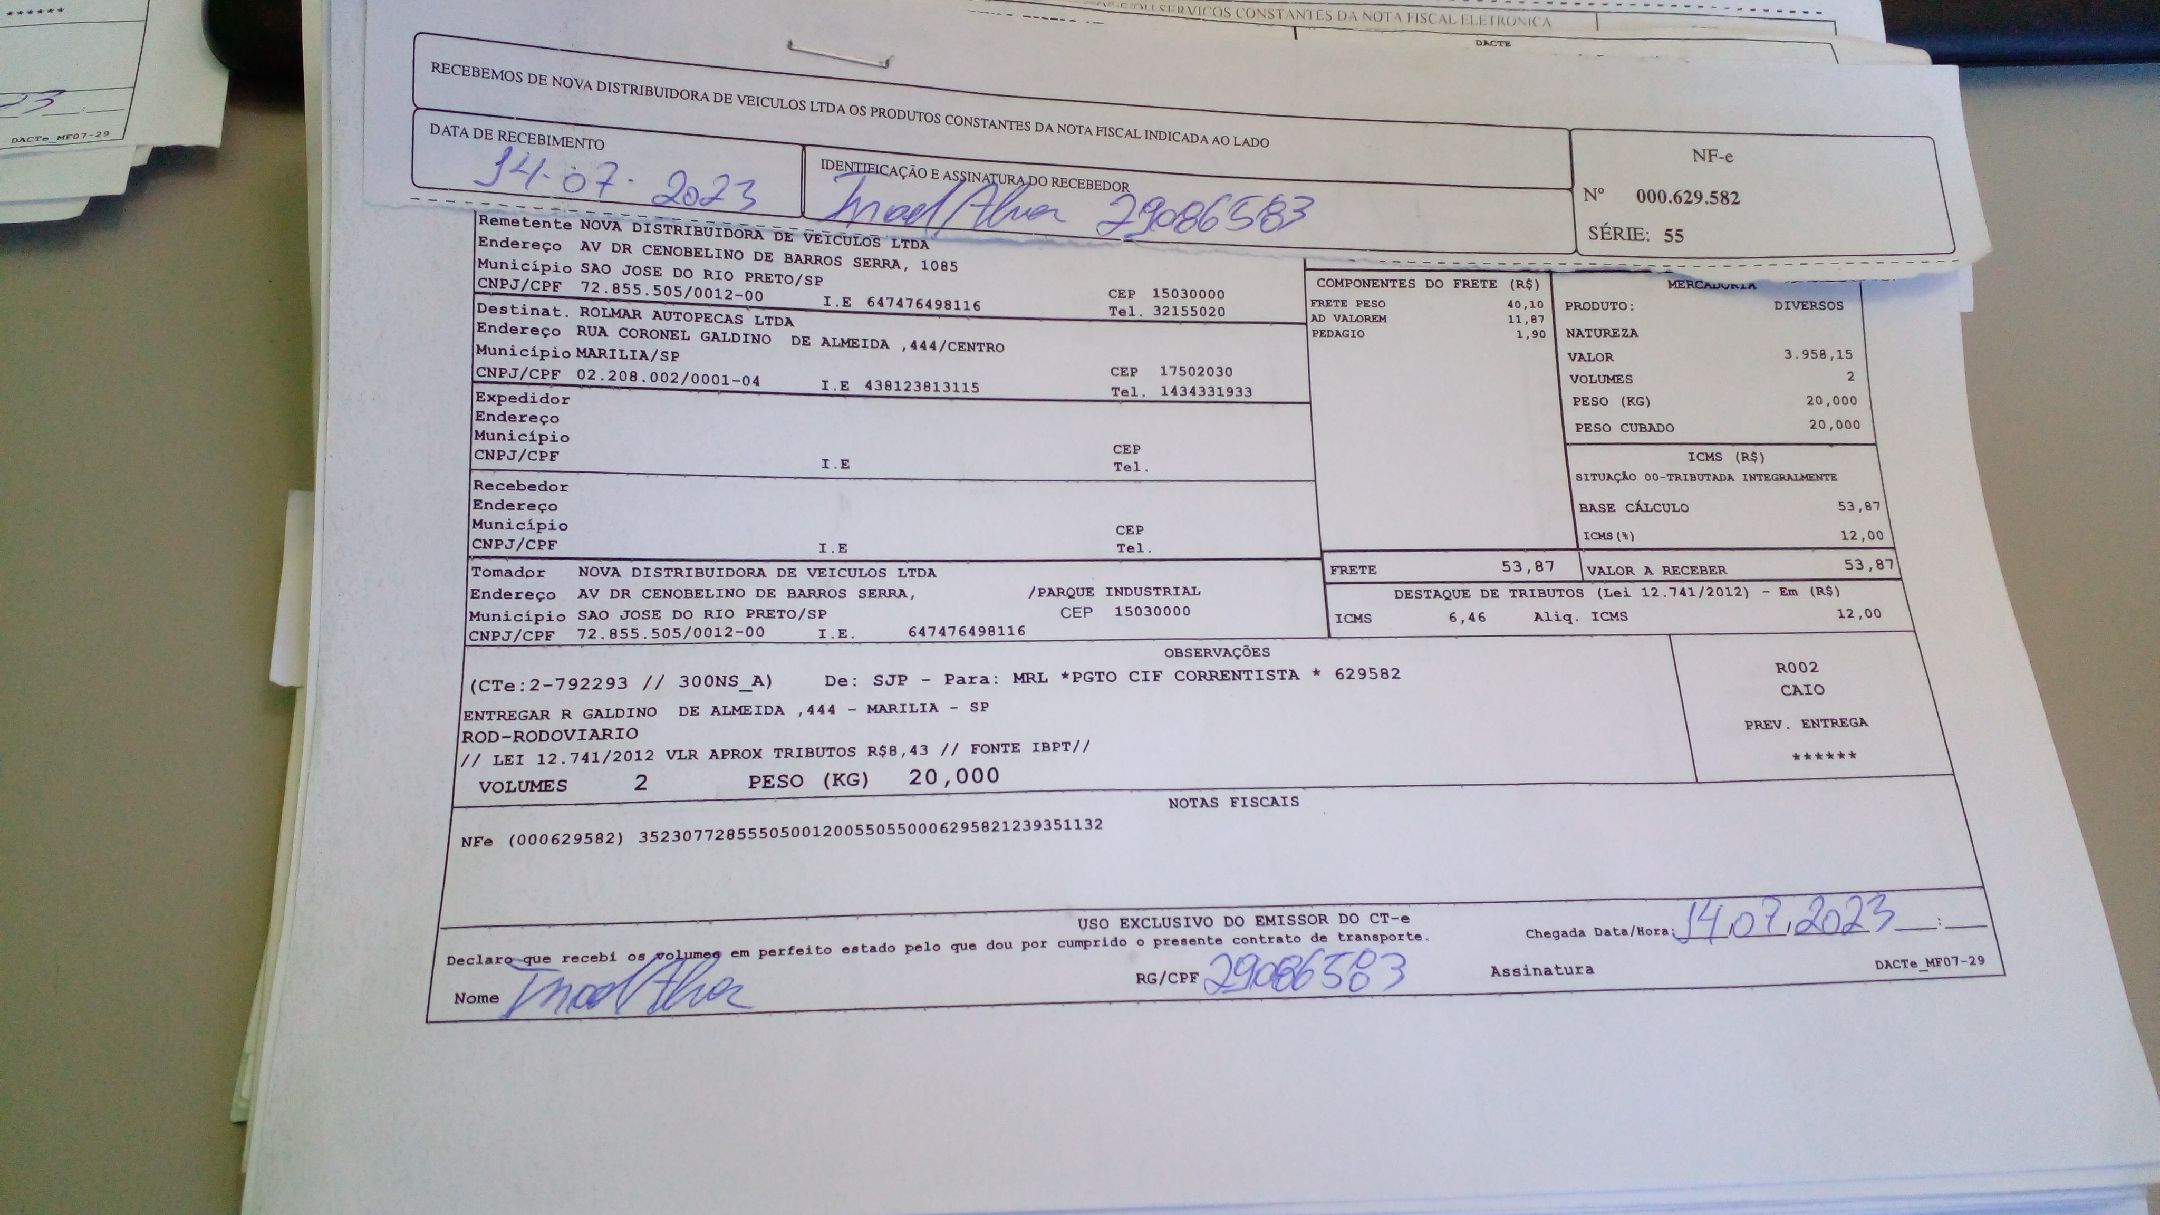 ******
DACTe_MF07-29
SERVIÇOS CONSTANTES DA NOTA FISCAL ELETRONICA
DACTE
RECEBEMOS DE NOVA DISTRIBUIDORA DE VEICULOS LTDA OS PRODUTOS CONSTANTES DA NOTA FISCAL INDICADA AO LADO
DATA DE RECEBIMENTO
14.07.2023
IDENTIFICAÇÃO E ASSINATURA DO RECEBEDOR
29086583
NF-e
Nº 000.629.582
SÉRIE: 55
Remetente NOVA DISTRIBUIDORA DE VEICULOS LTDA
Endereço AV DR CENOBELINO DE BARROS SERRA, 1085
Município SAO JOSE DO RIO PRETO/SP
CEP 15030000
CNPJ/CPF 72.855.505/0012-00 I.E 647476498116 Tel. 32155020
Destinat. ROLMAR AUTOPECAS LTDA
Endereço RUA CORONEL GALDINO DE ALMEIDA ,444/CENTRO
Município MARILIA/SP CEP 17502030
CNPJ/CPF 02.208.002/0001-04 I.E 438123813115 Tel. 1434331933
Expedidor
Endereço
Município CEP
CNPJ/CPF I.E Tel.
Recebedor
Endereço
Município CEP
CNPJ/CPF I.E Tel.
Tomador NOVA DISTRIBUIDORA DE VEICULOS LTDA
Endereço AV DR CENOBELINO DE BARROS SERRA, /PARQUE INDUSTRIAL
Município SAO JOSE DO RIO PRETO/SP CEP 15030000
CNPJ/CPF 72.855.505/0012-00 I.E. 647476498116
COMPONENTES DO FRETE (R$)
FRETE PESO 40,10
AD VALOREM 11,87
PEDAGIO 1,90
MERCADORIA
PRODUTO: DIVERSOS
NATUREZA
VALOR 3.958,15
VOLUMES 2
PESO (KG) 20,000
PESO CUBADO 20,000
ICMS (R$)
SITUAÇÃO 00-TRIBUTADA INTEGRALMENTE
BASE CÁLCULO 53,87
ICMS(%) 12,00
FRETE 53,87 VALOR A RECEBER 53,87
DESTAQUE DE TRIBUTOS (Lei 12.741/2012) - Em (R$)
ICMS 6,46 Aliq. ICMS 12,00
OBSERVAÇÕES
(CTe:2-792293 // 300NS_A) De: SJP - Para: MRL *PGTO CIF CORRENTISTA * 629582
ENTREGAR R GALDINO DE ALMEIDA ,444 - MARILIA - SP
ROD-RODOVIARIO
// LEI 12.741/2012 VLR APROX TRIBUTOS R$8,43 // FONTE IBPT//
VOLUMES 2 PESO (KG) 20,000
R002
CAIO
PREV. ENTREGA
******
NOTAS FISCAIS
NFe (000629582) 35230772855505001200550550006295821239351132
USO EXCLUSIVO DO EMISSOR DO CT-e
Declaro que recebi os volumes em perfeito estado pelo que dou por cumprido o presente contrato de transporte.
Chegada Data/Hora: 14.07.2023 __:__
Nome
RG/CPF 29086583 Assinatura
DACTe_MF07-29